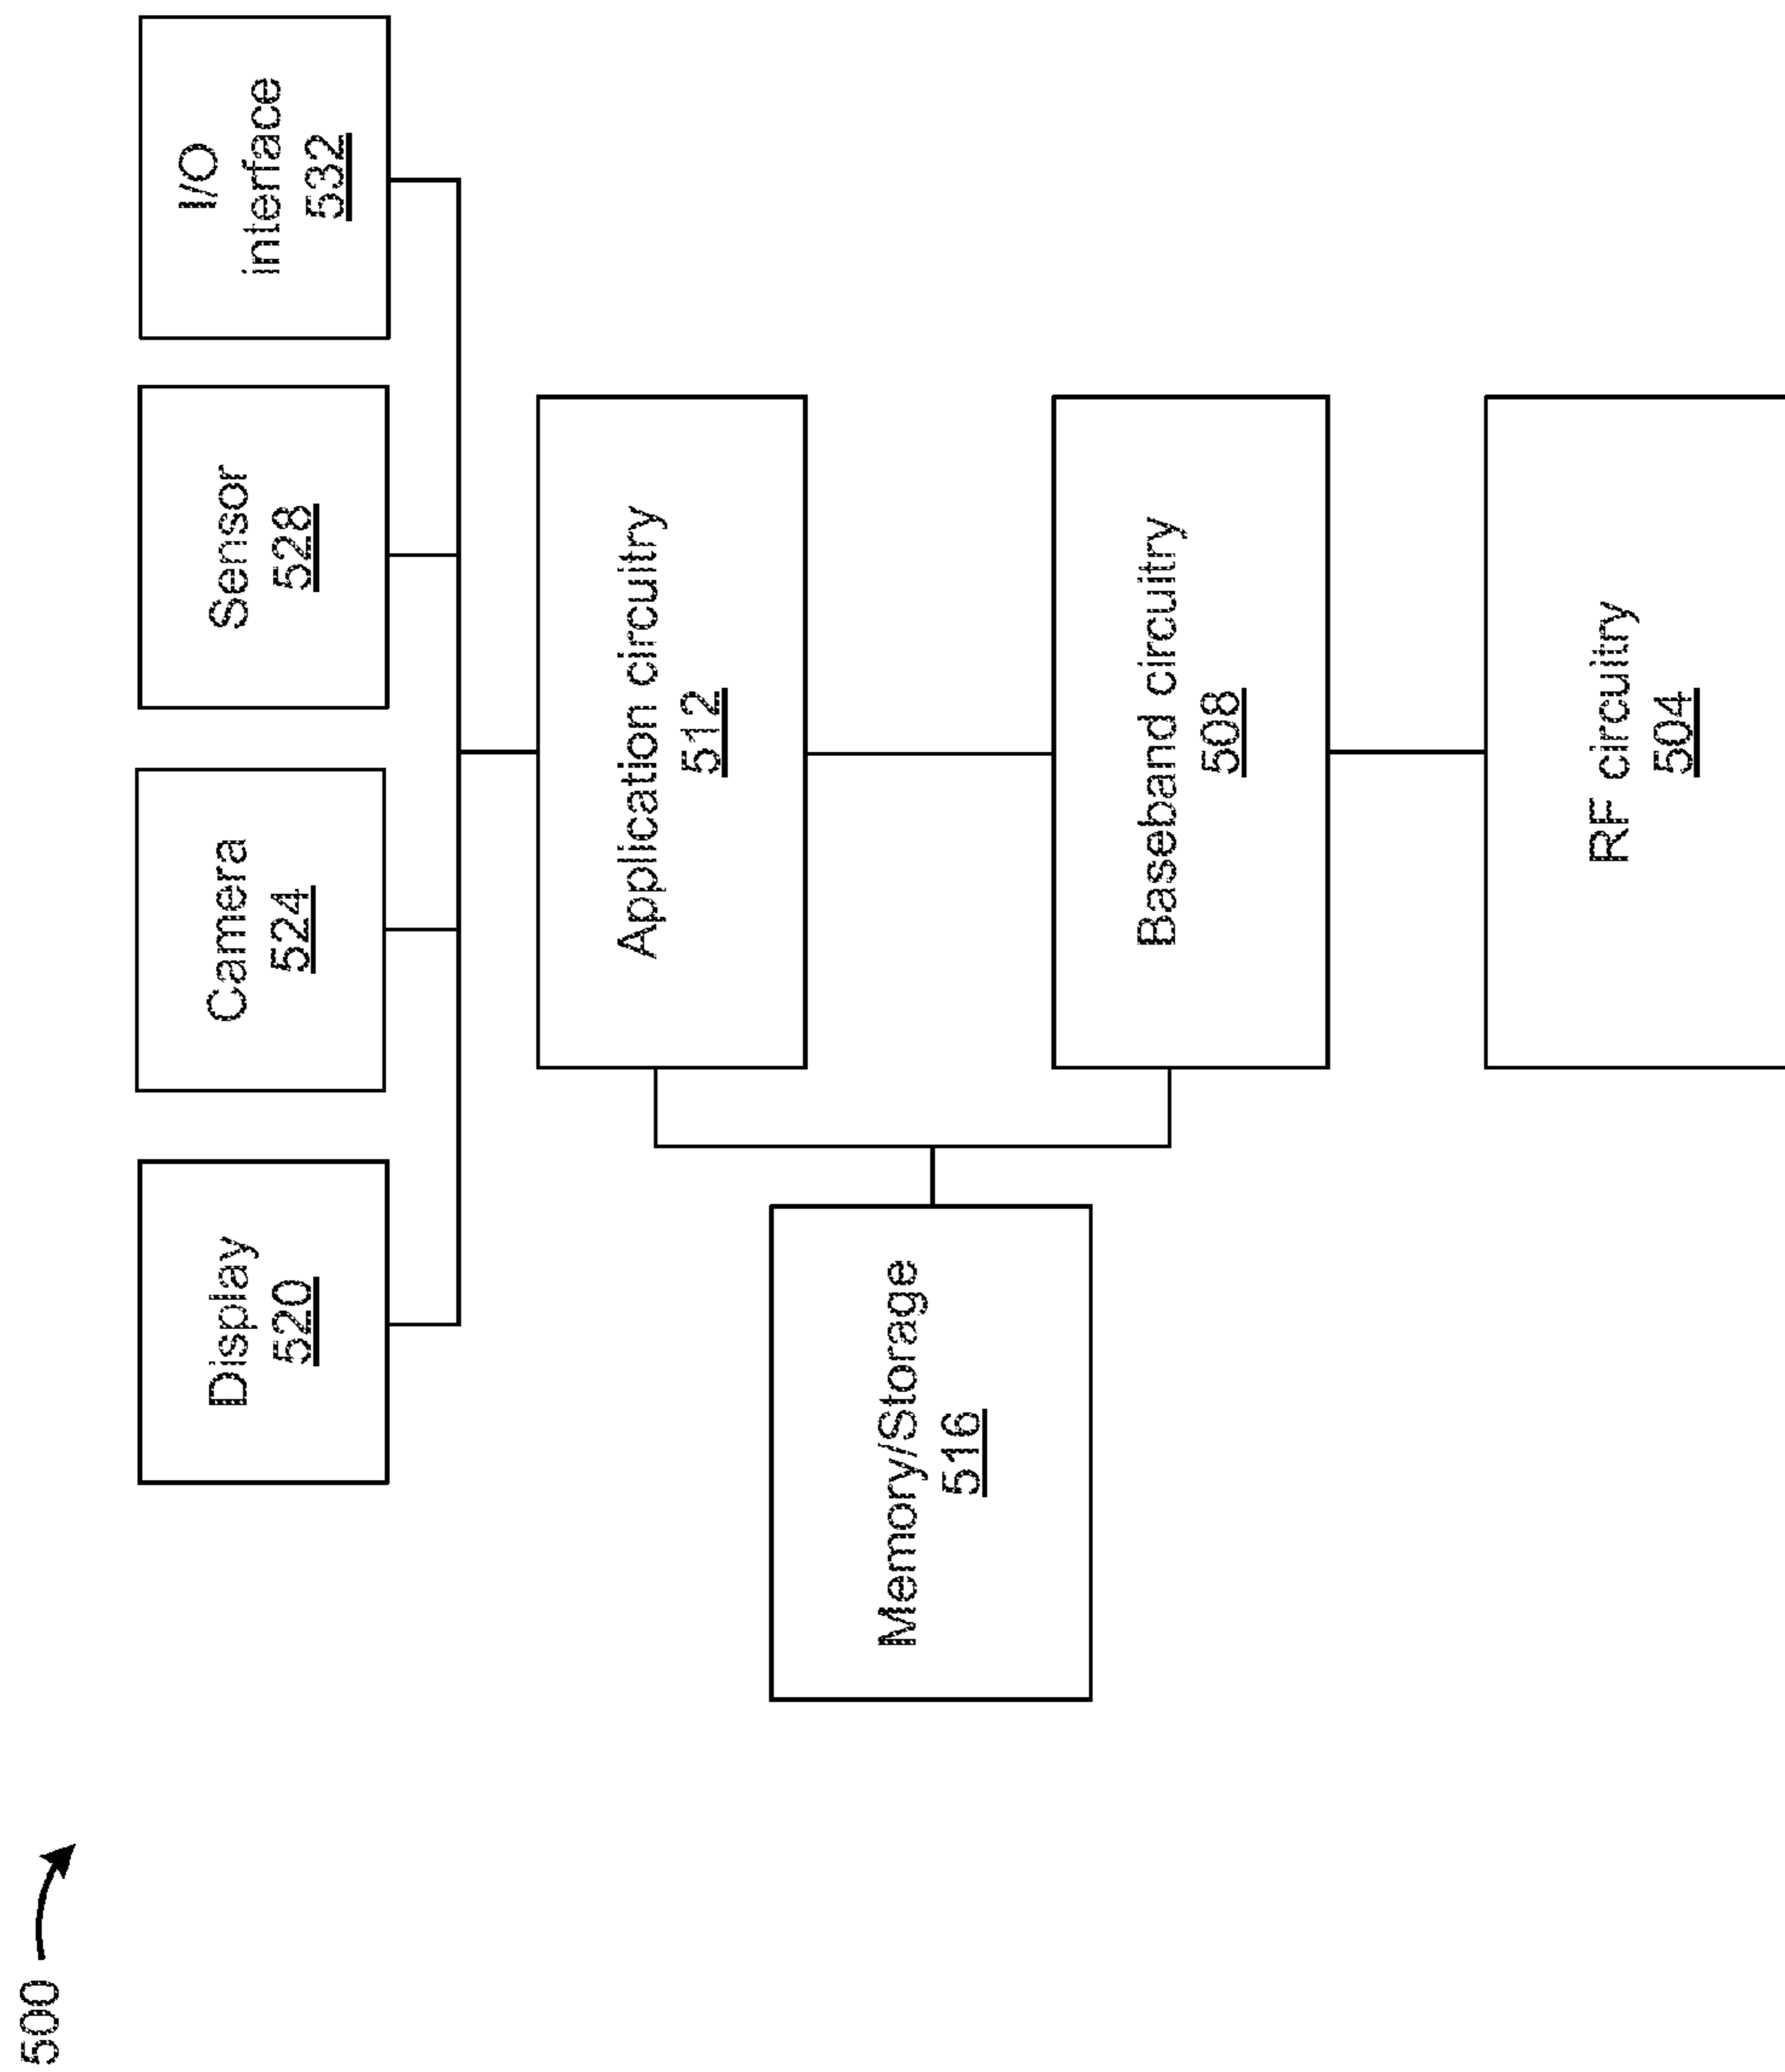 500
Display
520
Camera
524
Sensor
528
I/O
interface
532
Application circuitry
512
Memory/Storage
516
Baseband circuitry
508
RF circuitry
504